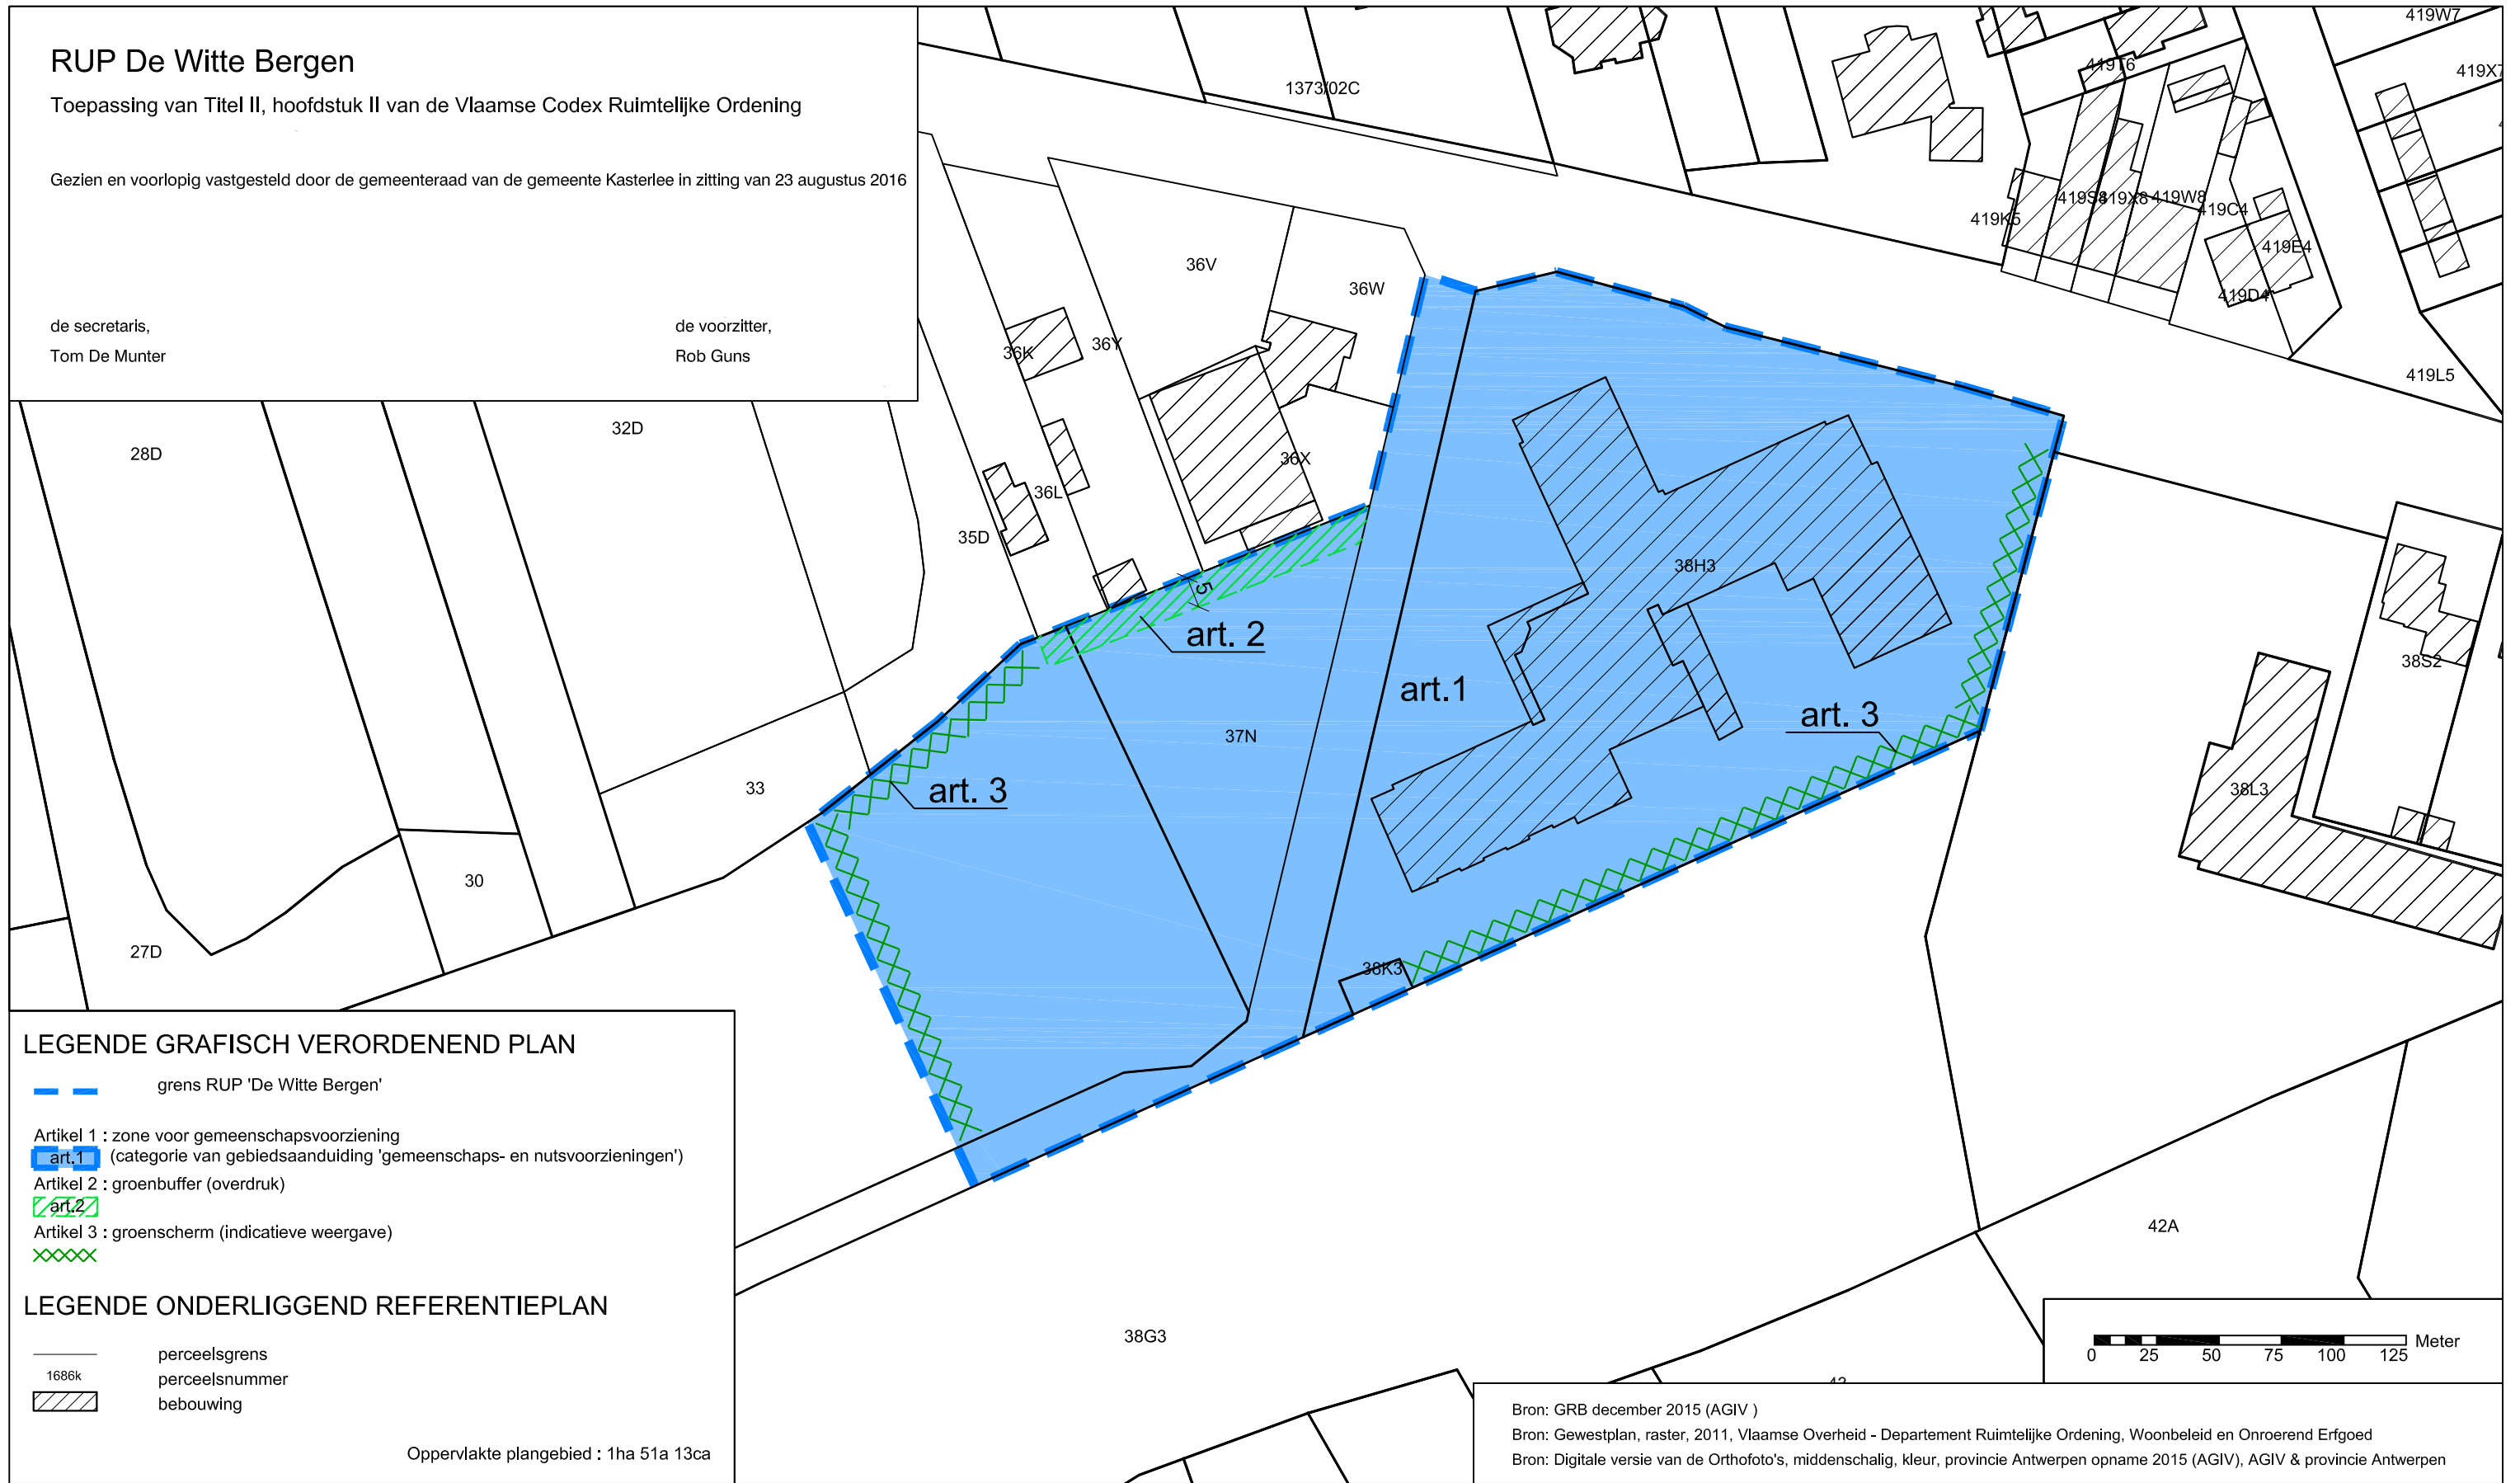 RUP De Witte Bergen
Toepassing van Titel II, hoofdstuk II van de Vlaamse Codex Ruimtelijke Ordening
Gezien en voorlopig vastgesteld door de gemeenteraad van de gemeente Kasterlee in zitting van 23 augustus 2016
de secretaris,
Tom De Munter
de voorzitter,
Rob Guns
1373/02C
419W7
419T6
419X7
419K5
419S8
419X8
419W8
419C4
419E4
419D4
419L5
36V
36W
36K
36Y
36X
36L
35D
28D
32D
33
30
27D
5
art. 2
art.1
art. 3
art. 3
37N
38H3
38K3
38S2
38L3
42A
38G3
LEGENDE GRAFISCH VERORDENEND PLAN
grens RUP 'De Witte Bergen'
Artikel 1 : zone voor gemeenschapsvoorziening
art.1 (categorie van gebiedsaanduiding 'gemeenschaps- en nutsvoorzieningen')
Artikel 2 : groenbuffer (overdruk)
art.2
Artikel 3 : groenscherm (indicatieve weergave)
LEGENDE ONDERLIGGEND REFERENTIEPLAN
perceelsgrens
1686k perceelsnummer
bebouwing
Oppervlakte plangebied : 1ha 51a 13ca
Meter
0 25 50 75 100 125
Bron: GRB december 2015 (AGIV )
Bron: Gewestplan, raster, 2011, Vlaamse Overheid - Departement Ruimtelijke Ordening, Woonbeleid en Onroerend Erfgoed
Bron: Digitale versie van de Orthofoto's, middenschalig, kleur, provincie Antwerpen opname 2015 (AGIV), AGIV & provincie Antwerpen